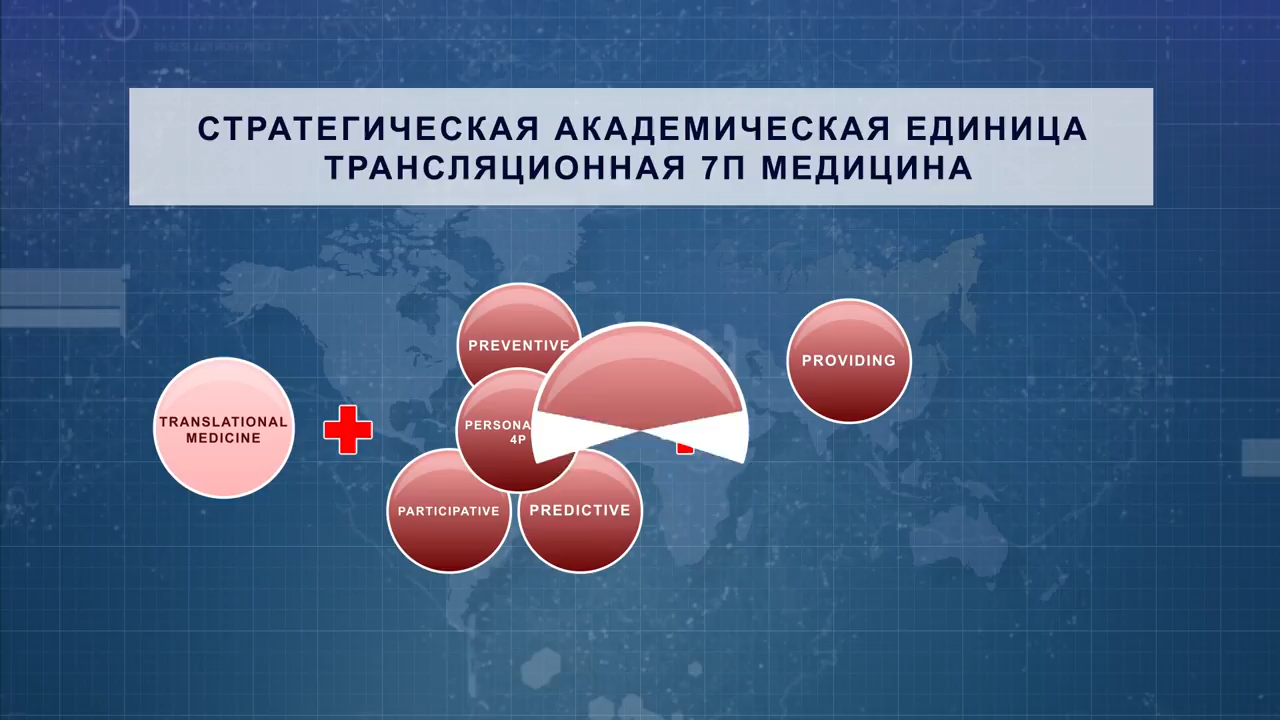 СТРАТЕГИЧЕСКАЯ АКАДЕМИЧЕСКАЯ ЕДИНИЦА
ТРАНСЛЯЦИОННАЯ 7П МЕДИЦИНА
PREVENTIVE
PROVIDING
TRANSLATIONAL
MEDICINE
4P
PARTICIPATIVE
PREDICTIVE